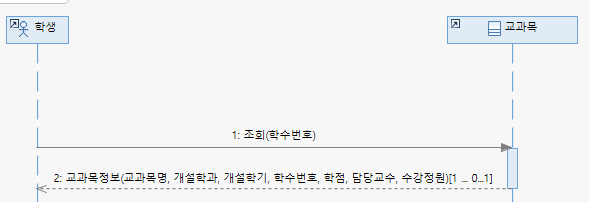 학생
교과목
1: 조회(학수번호)
2: 교과목정보(교과목명, 개설학과, 개설학기, 학수번호, 학점, 담당교수, 수강정원)[1 ... 0...1]